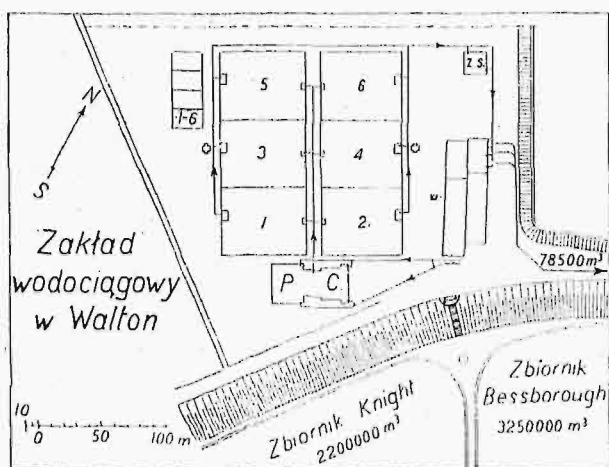 5
6
z.s.
1-6
N
3
4
S
1
2.
Zakład
wodociągowy
w Walton
P
C
78500 m³
10
0
50
100 m
Zbiornik Knight
2200000 m³
Zbiornik
Bessborough
3250000 m³